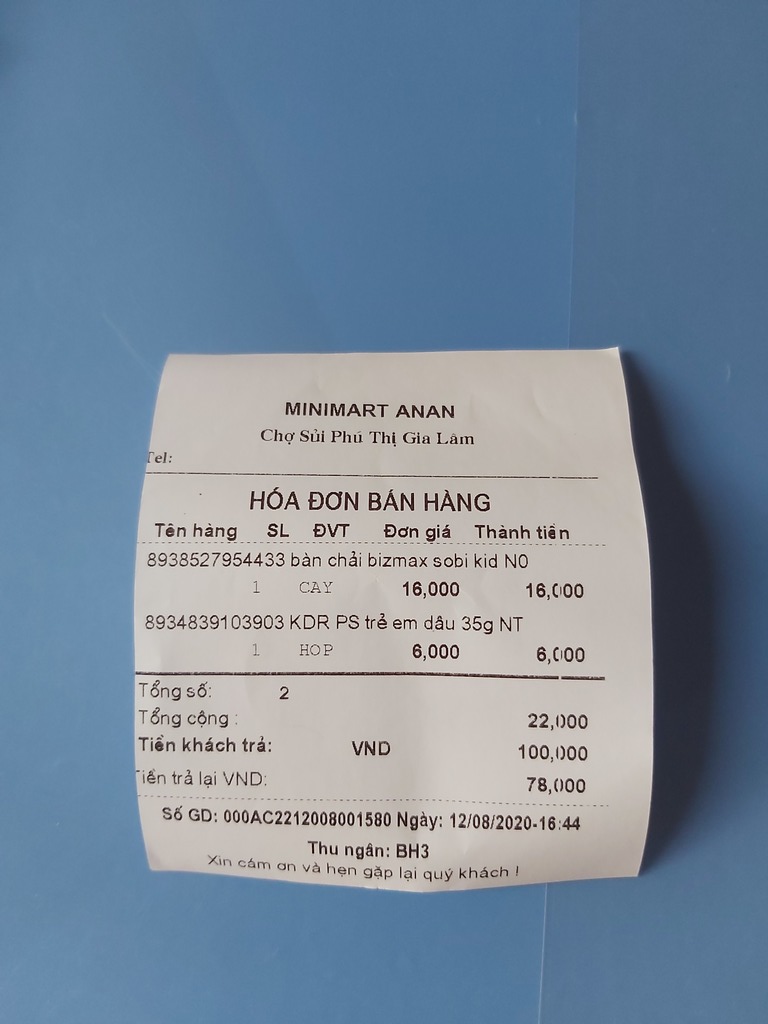 MINIMART ANAN
Chợ Sủi Phú Thị Gia Lâm
Tel:
HÓA ĐƠN BÁN HÀNG
Tên hàng SL ĐVT Đơn giá Thành tiền
8938527954433 bàn chải bizmax sobi kid N0
1 CAY 16,000 16,000
8934839103903 KDR PS trẻ em dâu 35g NT
1 HOP 6,000 6,000
Tổng số: 2
Tổng cộng : 22,000
Tiền khách trả: VND 100,000
Tiền trả lại VND: 78,000
Số GD: 000AC2212008001580 Ngày: 12/08/2020-16:44
Thu ngân: BH3
Xin cám ơn và hẹn gặp lại quý khách !